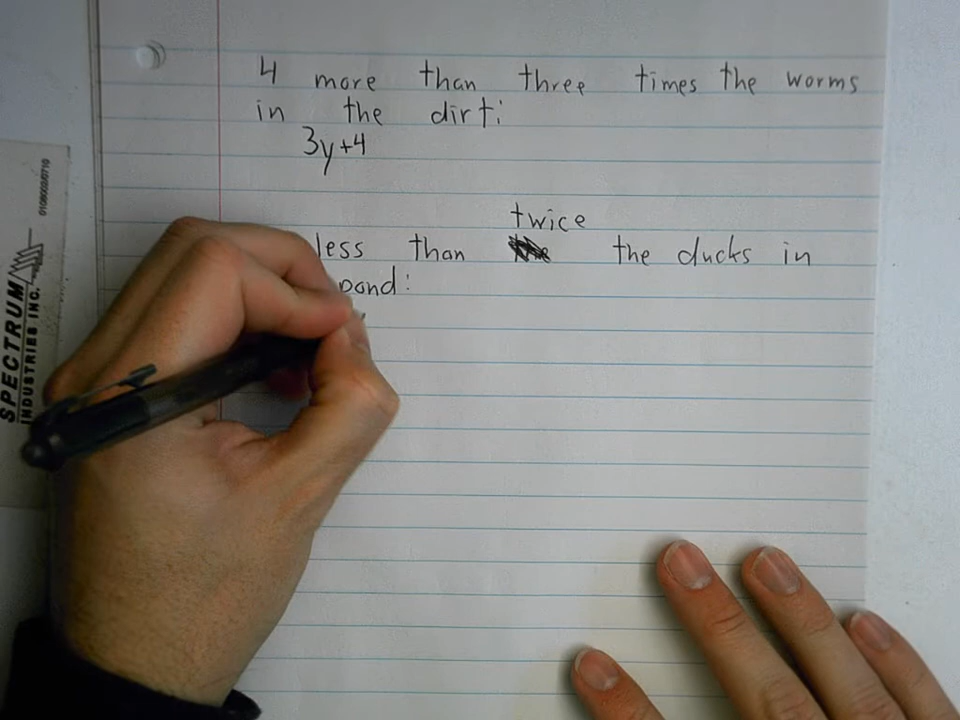 4 more than three times the worms
in the dirt:
3y+4
twice
less than the ducks in
pond:
SPECTRUM
INDUSTRIES INC.